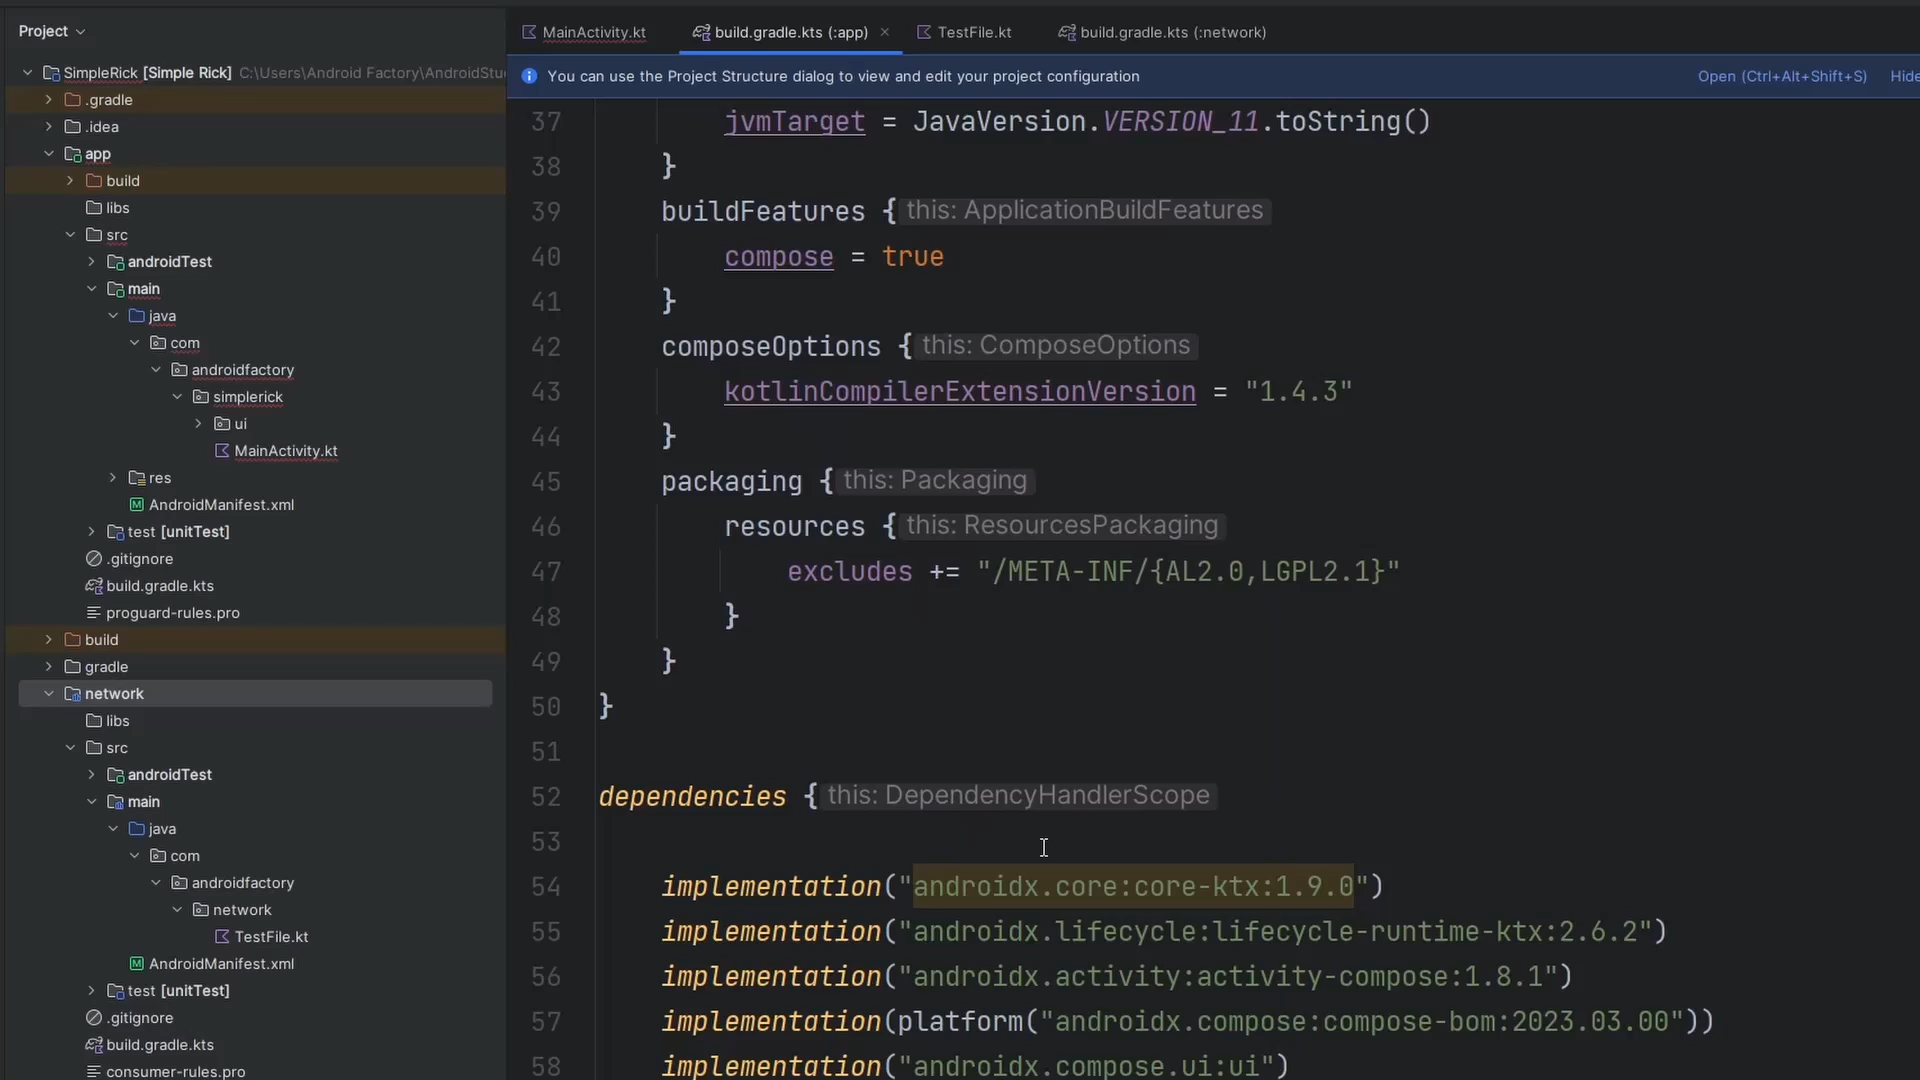 Project
SimpleRick [Simple Rick] C:\Users\Android Factory\AndroidStu
.gradle
.idea
app
build
libs
src
androidTest
main
java
com
androidfactory
simplerick
ui
MainActivity.kt
res
AndroidManifest.xml
test [unitTest]
.gitignore
build.gradle.kts
proguard-rules.pro
build
gradle
network
libs
src
androidTest
main
java
com
androidfactory
network
TestFile.kt
AndroidManifest.xml
test [unitTest]
.gitignore
build.gradle.kts
consumer-rules.pro
MainActivity.kt build.gradle.kts (:app) TestFile.kt build.gradle.kts (:network)
You can use the Project Structure dialog to view and edit your project configuration Open (Ctrl+Alt+Shift+S) Hide
37 jvmTarget = JavaVersion.VERSION_11.toString()
38 }
39 buildFeatures { this: ApplicationBuildFeatures
40 compose = true
41 }
42 composeOptions { this: ComposeOptions
43 kotlinCompilerExtensionVersion = "1.4.3"
44 }
45 packaging { this: Packaging
46 resources { this: ResourcesPackaging
47 excludes += "/META-INF/{AL2.0,LGPL2.1}"
48 }
49 }
50 }
51
52 dependencies { this: DependencyHandlerScope
53
54 implementation("androidx.core:core-ktx:1.9.0")
55 implementation("androidx.lifecycle:lifecycle-runtime-ktx:2.6.2")
56 implementation("androidx.activity:activity-compose:1.8.1")
57 implementation(platform("androidx.compose:compose-bom:2023.03.00"))
58 implementation("androidx.compose.ui:ui")